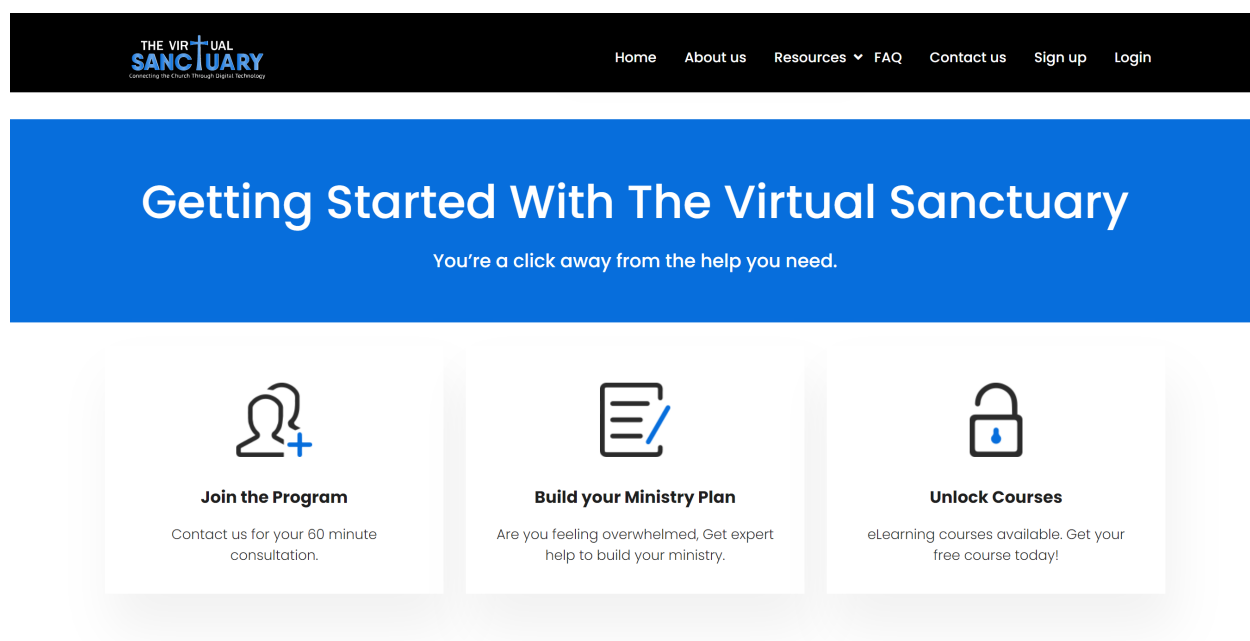 THE VIRTUAL
SANCTUARY
Connecting the Church Through Digital Technology
Home About us Resources FAQ Contact us Sign up Login
Getting Started With The Virtual Sanctuary
You’re a click away from the help you need.
Join the Program
Contact us for your 60 minute
consultation.
Build your Ministry Plan
Are you feeling overwhelmed, Get expert
help to build your ministry.
Unlock Courses
eLearning courses available. Get your
free course today!